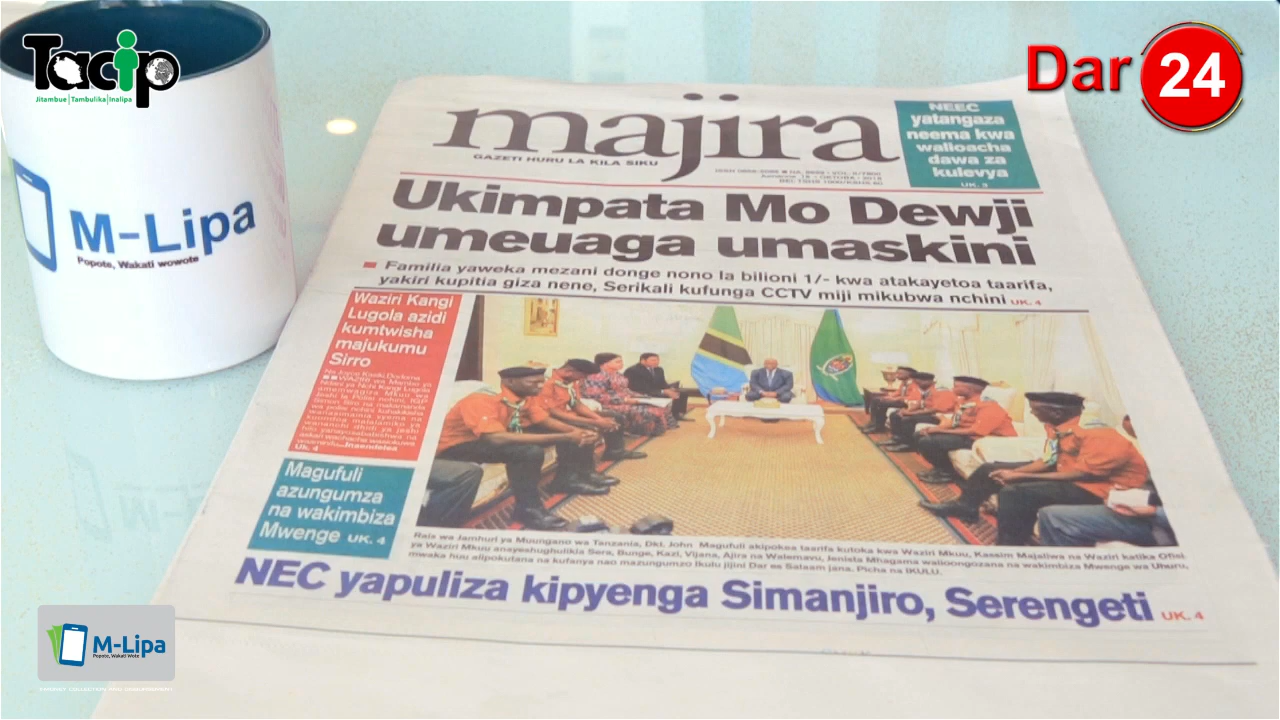 Tacip
Jitambue | Tambulika | Inalipa
Dar 24
M-Lipa
Popote, Wakati wowote
majira
GAZETI HURU LA KILA SIKU
NEEC
yatangaza
neema kwa
walioacha
dawa za
kulevya
UK. 3
Ukimpata Mo Dewji
umeuaga umaskini
Familia yaweka mezani donge nono la bilioni 1/- kwa atakayetoa taarifa,
yakiri kupitia giza nene, Serikali kufunga CCTV miji mikubwa nchini UK. 4
Waziri Kangi
Lugola azidi
kumtwisha
majukumu
Sirro
Magufuli
azungumza
na wakimbiza
Mwenge UK. 4
Rais wa Jamhuri ya Muungano wa Tanzania, Dkt. John Magufuli akipokea taarifa kutoka kwa Waziri Mkuu, Kassim Majaliwa na Waziri katika Ofisi
ya Waziri Mkuu anayeshughulikia Sera, Bunge, Kazi, Vijana, Ajira na Walemavu, Jenista Mhagama walioongozana na wakimbiza Mwenge wa Uhuru,
mwaka huu alipokutana na kufanya nao mazungumzo Ikulu jijini Dar es Salaam jana. Picha na IKULU.
NEC yapuliza kipyenga Simanjiro, Serengeti UK. 4
M-Lipa
Popote, Wakati Wote